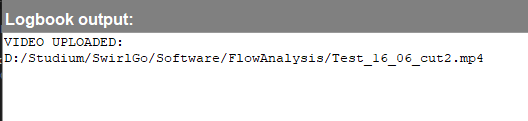 Logbook output:
VIDEO UPLOADED:
D:/Studium/SwirlGo/Software/FlowAnalysis/Test_16_06_cut2.mp4